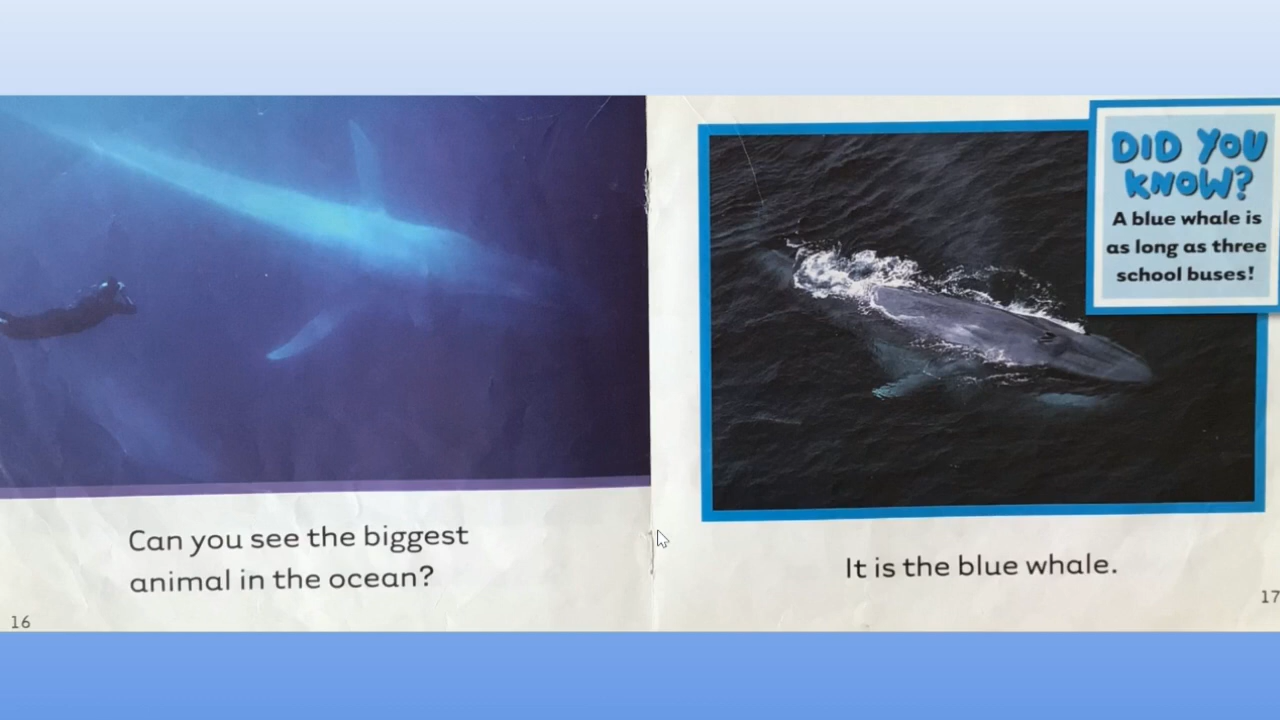 Can you see the biggest
animal in the ocean?
16
DID YOU
KNOW?
A blue whale is
as long as three
school buses!
It is the blue whale.
17